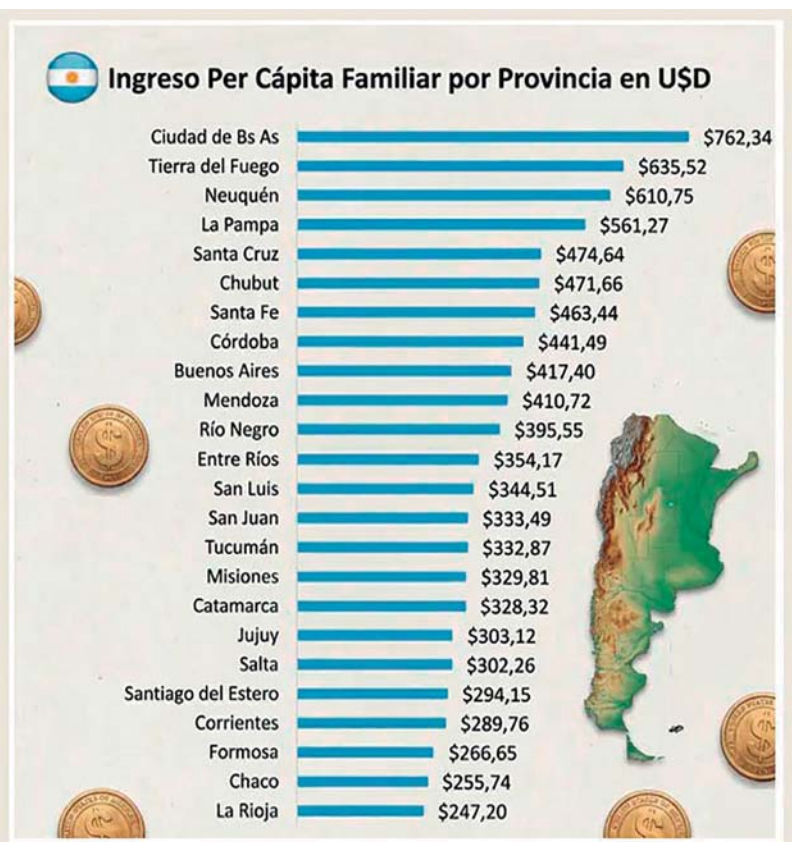 Ingreso Per Cápita Familiar por Provincia en U$D
Ciudad de Bs As $762,34
Tierra del Fuego $635,52
Neuquén $610,75
La Pampa $561,27
Santa Cruz $474,64
Chubut $471,66
Santa Fe $463,44
Córdoba $441,49
Buenos Aires $417,40
Mendoza $410,72
Río Negro $395,55
Entre Ríos $354,17
San Luis $344,51
San Juan $333,49
Tucumán $332,87
Misiones $329,81
Catamarca $328,32
Jujuy $303,12
Salta $302,26
Santiago del Estero $294,15
Corrientes $289,76
Formosa $266,65
Chaco $255,74
La Rioja $247,20